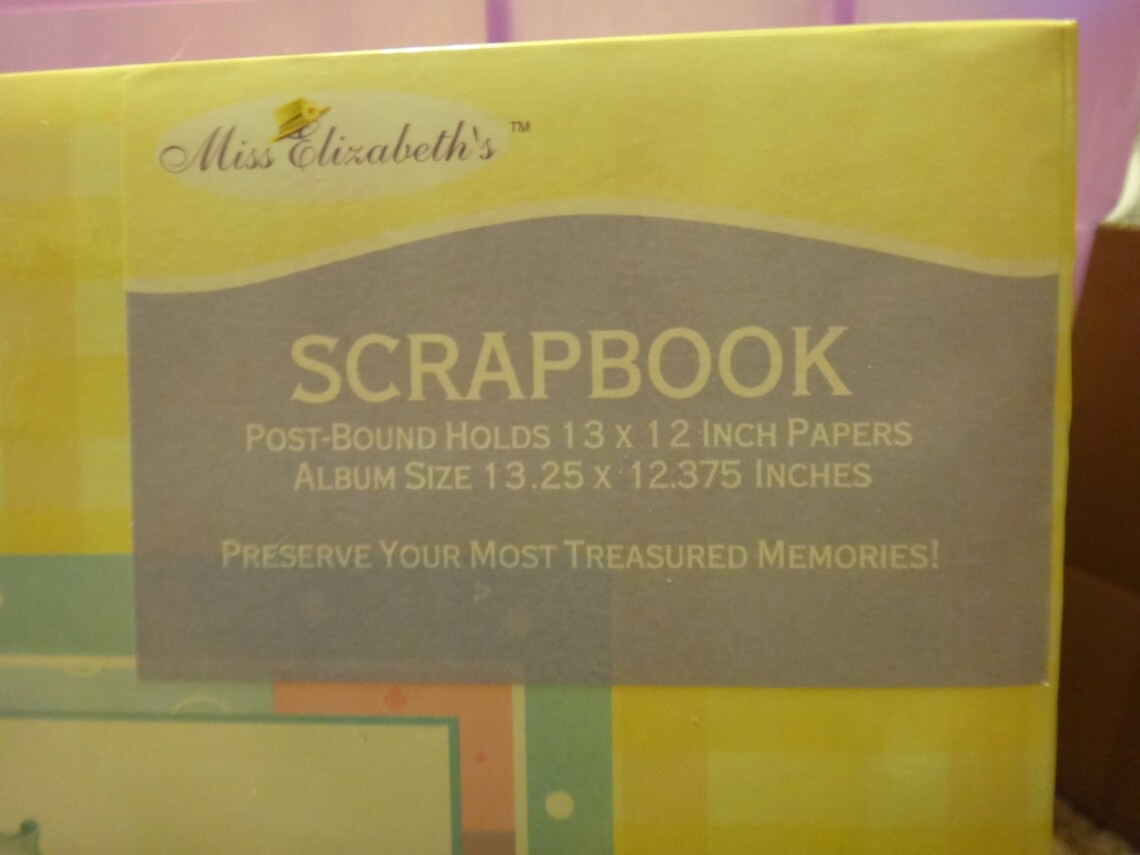 Miss Elizabeth's™
SCRAPBOOK
POST-BOUND HOLDS 13 X 12 INCH PAPERS
ALBUM SIZE 13.25 X 12.375 INCHES
PRESERVE YOUR MOST TREASURED MEMORIES!